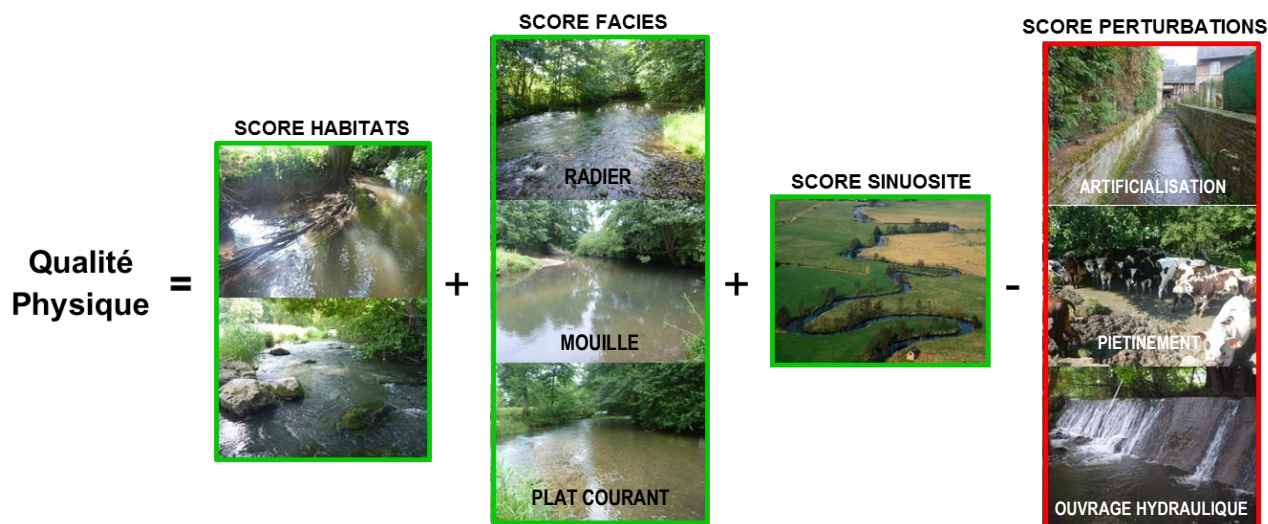 Qualité
Physique
=
SCORE HABITATS
+
SCORE FACIES
RADIER
MOUILLE
PLAT COURANT
+
SCORE SINUOSITE
-
SCORE PERTURBATIONS
ARTIFICIALISATION
PIETINEMENT
OUVRAGE HYDRAULIQUE